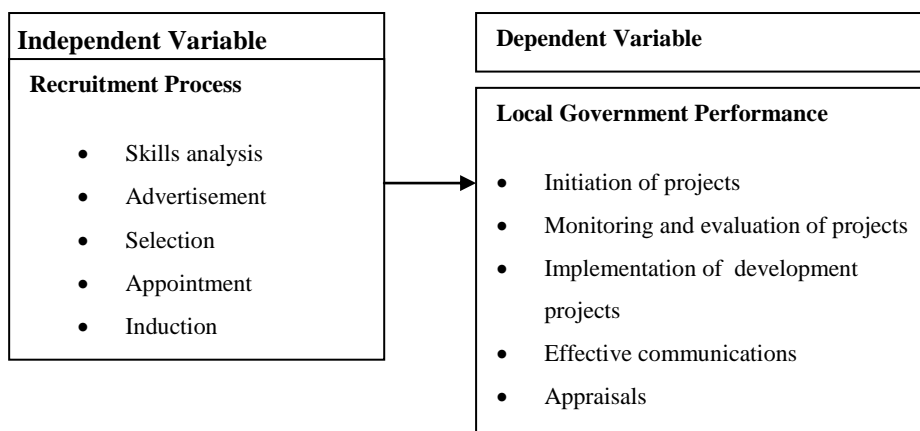 Independent Variable
Recruitment Process
• Skills analysis
• Advertisement
• Selection
• Appointment
• Induction
Dependent Variable
Local Government Performance
• Initiation of projects
• Monitoring and evaluation of projects
• Implementation of development
projects
• Effective communications
• Appraisals